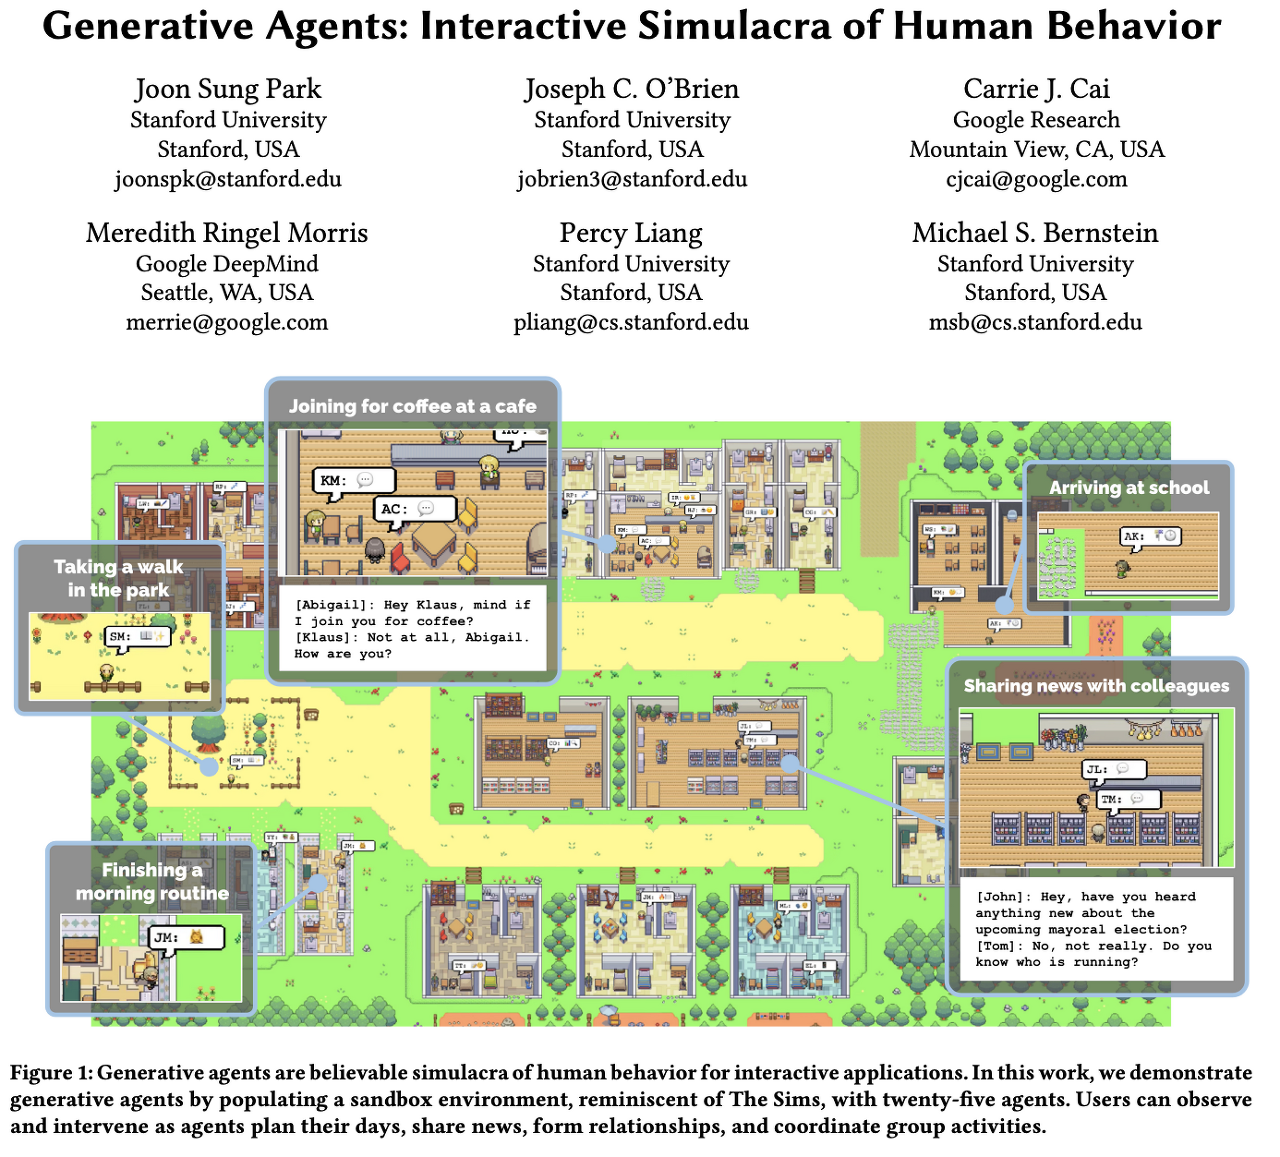 Generative Agents: Interactive Simulacra of Human Behavior
Joon Sung Park
Stanford University
Stanford, USA
joonspk@stanford.edu
Joseph C. O’Brien
Stanford University
Stanford, USA
jobrien3@stanford.edu
Carrie J. Cai
Google Research
Mountain View, CA, USA
cjcai@google.com
Meredith Ringel Morris
Google DeepMind
Seattle, WA, USA
merrie@google.com
Percy Liang
Stanford University
Stanford, USA
pliang@cs.stanford.edu
Michael S. Bernstein
Stanford University
Stanford, USA
msb@cs.stanford.edu
Joining for coffee at a cafe
KM:
AC:
[Abigail]: Hey Klaus, mind if
I join you for coffee?
[Klaus]: Not at all, Abigail.
How are you?
Arriving at school
AK:
Taking a walk
in the park
SM:
Sharing news with colleagues
JL:
TM:
[John]: Hey, have you heard
anything new about the
upcoming mayoral election?
[Tom]: No, not really. Do you
know who is running?
Finishing a
morning routine
JM:
RP:
KM:
AC:
AK:
SM:
JL:
TM:
JM:
Figure 1: Generative agents are believable simulacra of human behavior for interactive applications. In this work, we demonstrate
generative agents by populating a sandbox environment, reminiscent of The Sims, with twenty-five agents. Users can observe
and intervene as agents plan their days, share news, form relationships, and coordinate group activities.